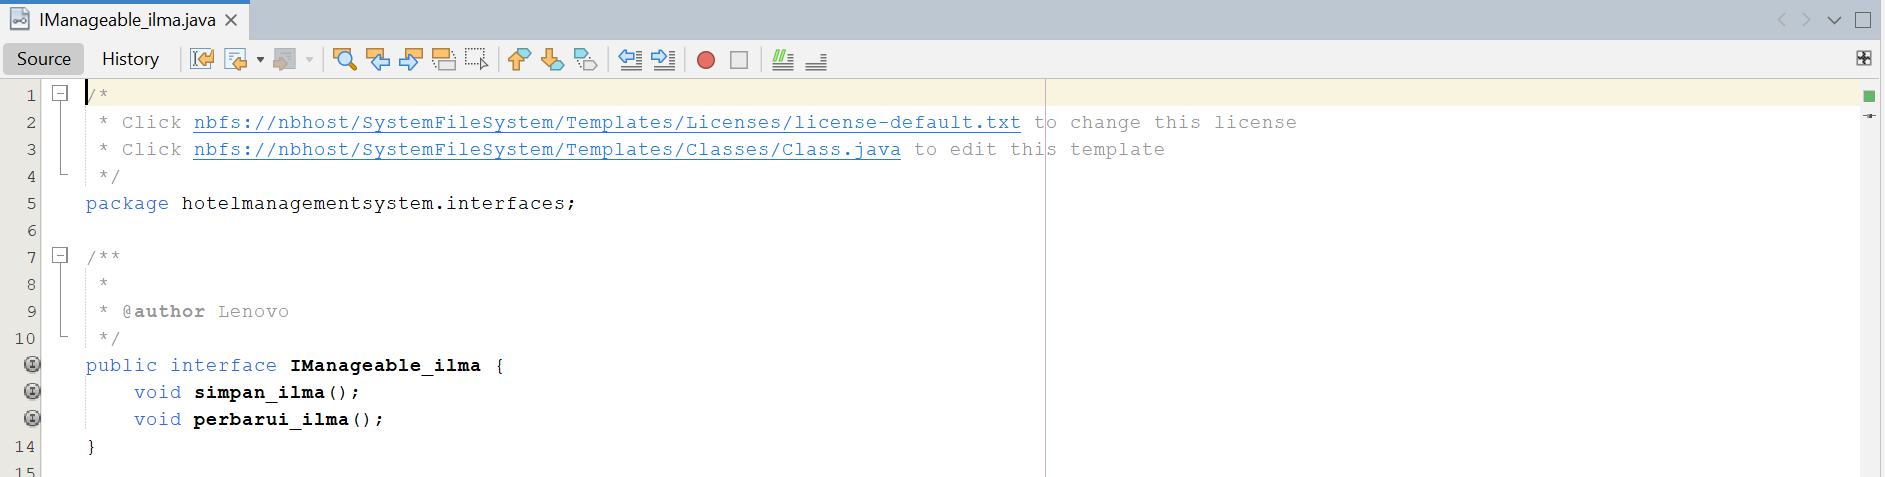 IManageable_ilma.java
Source History
1 /*
2 * Click nbfs://nbhost/SystemFileSystem/Templates/Licenses/license-default.txt to change this license
3 * Click nbfs://nbhost/SystemFileSystem/Templates/Classes/Class.java to edit this template
4 */
5 package hotelmanagementsystem.interfaces;
6
7 /**
8 *
9 * @author Lenovo
10 */
public interface IManageable_ilma {
void simpan_ilma();
void perbarui_ilma();
14 }
15